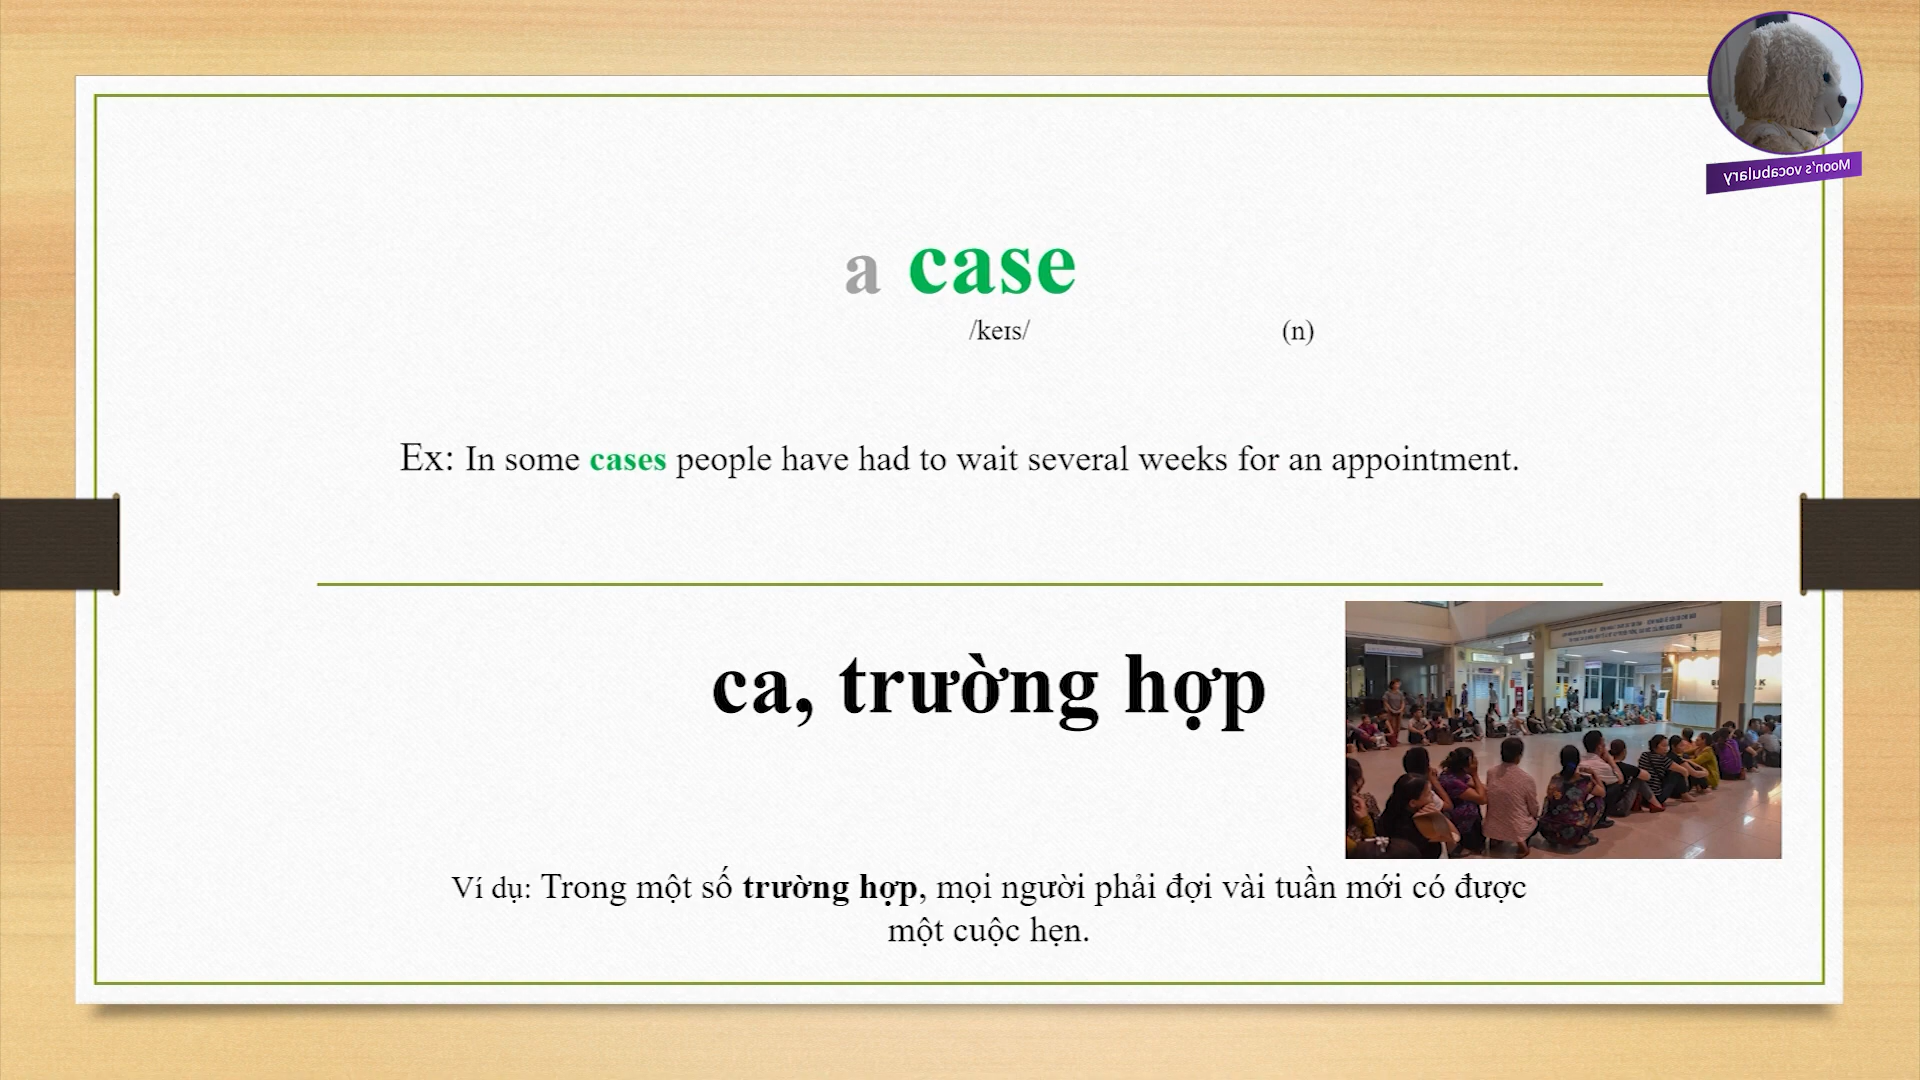 Moon's vocabulary
a case
/keɪs/ (n)
Ex: In some cases people have had to wait several weeks for an appointment.
ca, trường hợp
Ví dụ: Trong một số trường hợp, mọi người phải đợi vài tuần mới có được
một cuộc hẹn.